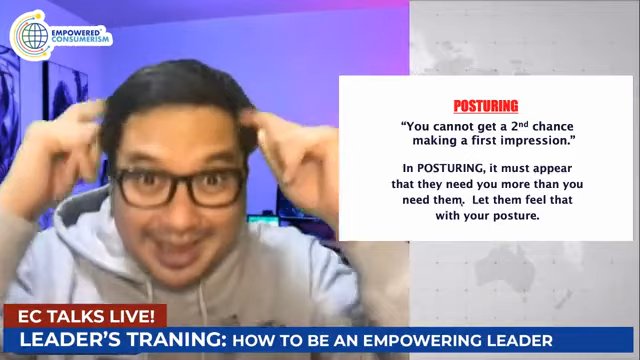 EMPOWERED
CONSUMERISM
POSTURING
“You cannot get a 2nd chance
making a first impression.”
In POSTURING, it must appear
that they need you more than you
need them. Let them feel that
with your posture.
EC TALKS LIVE!
LEADER’S TRANING: HOW TO BE AN EMPOWERING LEADER